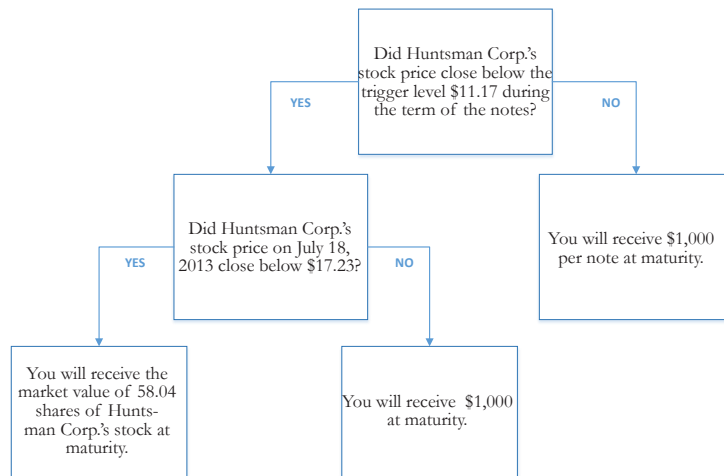 Did Huntsman Corp.'s
stock price close below the
trigger level $11.17 during
the term of the notes?
YES
NO
Did Huntsman Corp.'s
stock price on July 18,
2013 close below $17.23?
You will receive $1,000
per note at maturity.
YES
NO
You will receive the
market value of 58.04
shares of Hunts-
man Corp.'s stock at
maturity.
You will receive $1,000
at maturity.